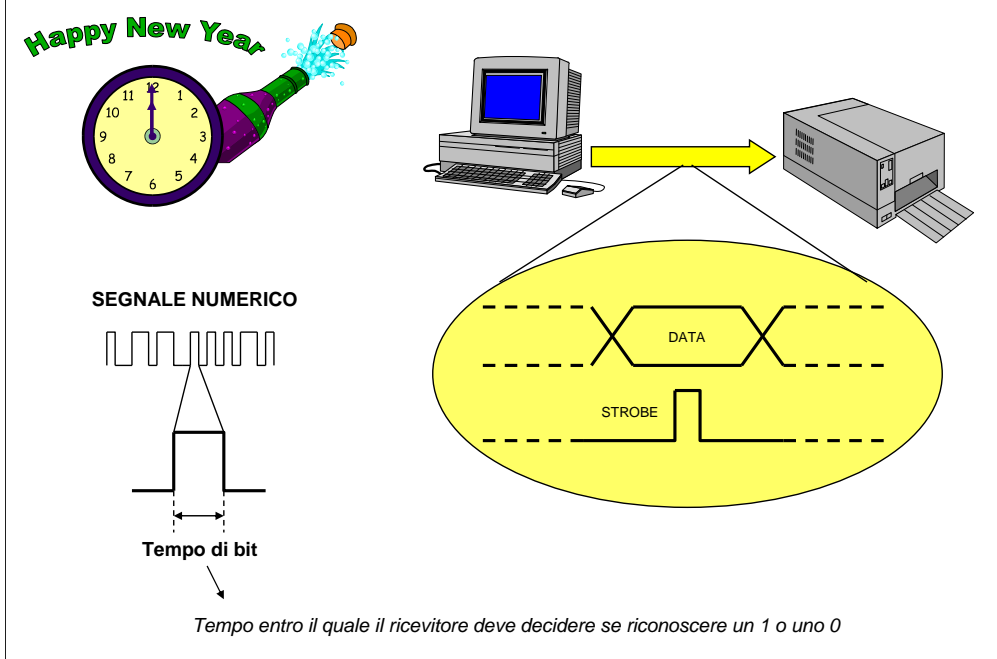 Happy New Year
12
11 1
10 2
9 3
8 4
7 5
6
SEGNALE NUMERICO
DATA
STROBE
Tempo di bit
Tempo entro il quale il ricevitore deve decidere se riconoscere un 1 o uno 0